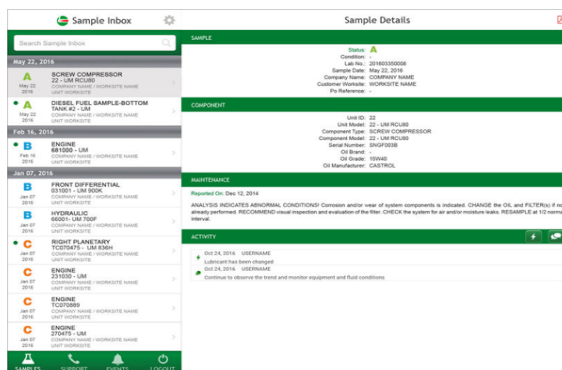 Sample Inbox
Search Sample Inbox
May 22, 2016
A
May 22
2016
SCREW COMPRESSOR
22 - UM RCU80
COMPANY NAME / WORKSITE NAME
UNIT WORKSITE
A
May 22
2016
DIESEL FUEL SAMPLE-BOTTOM
TANK #2 - UM
COMPANY NAME / WORKSITE NAME
UNIT WORKSITE
Feb 16, 2016
B
Feb 16
2016
ENGINE
681000 - UM
COMPANY NAME / WORKSITE NAME
UNIT WORKSITE
Jan 07, 2016
B
Jan 07
2016
FRONT DIFFERENTIAL
031001 - UM 900K
COMPANY NAME / WORKSITE NAME
UNIT WORKSITE
B
Jan 07
2016
HYDRAULIC
66001- UM 700F
COMPANY NAME / WORKSITE NAME
UNIT WORKSITE
C
Jan 07
2016
RIGHT PLANETARY
TC070475 - UM 836H
COMPANY NAME / WORKSITE NAME
UNIT WORKSITE
C
Jan 07
2016
ENGINE
231030 - UM
COMPANY NAME / WORKSITE NAME
UNIT WORKSITE
C
Jan 07
2016
ENGINE
TC070889
COMPANY NAME / WORKSITE NAME
UNIT WORKSITE
C
Jan 07
2016
ENGINE
270475 - UM
COMPANY NAME / WORKSITE NAME
UNIT WORKSITE
SAMPLES SUPPORT EVENTS LOGOUT
Sample Details
SAMPLE
Status: A
Condition: -
Lab No.: 201603350008
Sample Date: May 22, 2016
Company Name: COMPANY NAME
Customer Worksite: WORKSITE NAME
Po Reference: -
COMPONENT
Unit ID: 22
Unit Model: 22 - UM RCU80
Component Type: SCREW COMPRESSOR
Component Model: 22 - UM RCU80
Serial Number: SNGF003B
Oil Brand: -
Oil Grade: 15W40
Oil Manufacturer: CASTROL
MAINTENANCE
Reported On: Dec 12, 2014
ANALYSIS INDICATES ABNORMAL CONDITIONS! Corrosion and/or wear of system components is indicated. CHANGE the OIL and FILTER(s) if no
already performed. RECOMMEND visual inspection and evaluation of the filter. CHECK the system for air and/or moisture leaks. RESAMPLE at 1/2 norma
interval.
ACTIVITY
Oct 24, 2016 USERNAME
Lubricant has been changed
Oct 24, 2016 USERNAME
Continue to observe the trend and monitor equipment and fluid conditions